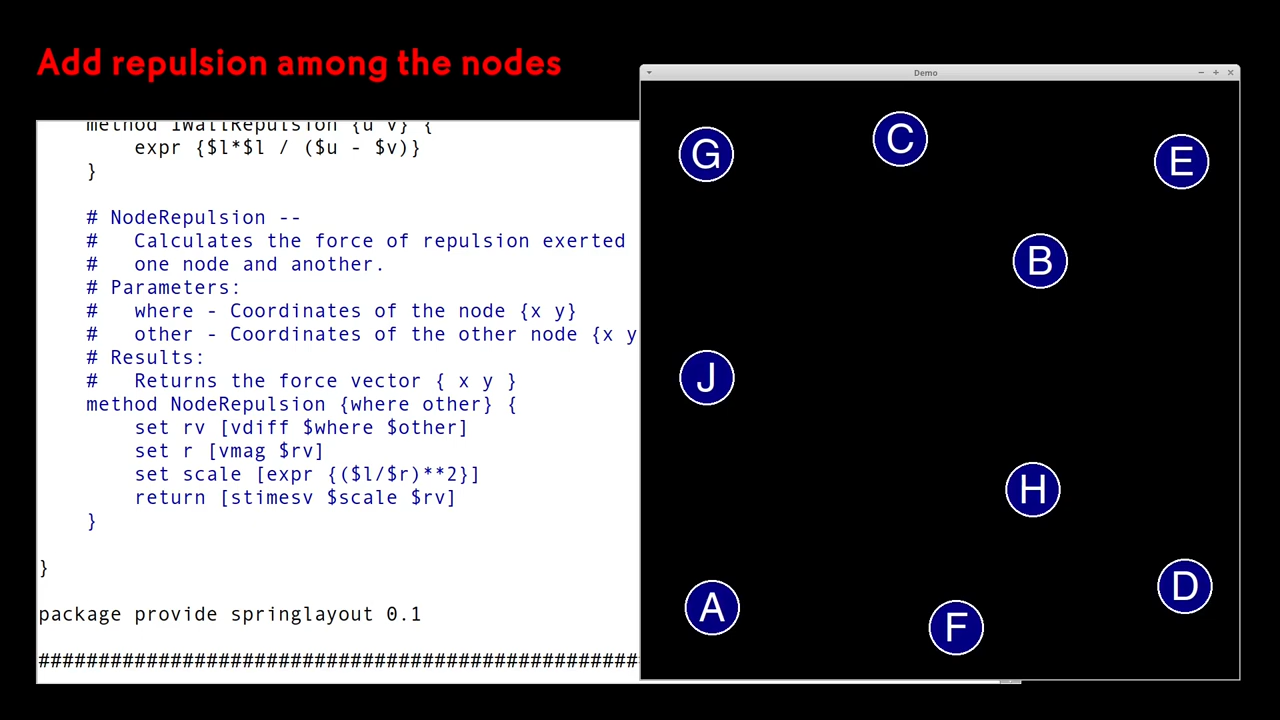 Add repulsion among the nodes
Demo
method 1WallRepulsion {u v} {
expr {$l*$l / ($u - $v)}
}
# NodeRepulsion --
# Calculates the force of repulsion exerted
# one node and another.
# Parameters:
# where - Coordinates of the node {x y}
# other - Coordinates of the other node {x y
# Results:
# Returns the force vector { x y }
method NodeRepulsion {where other} {
set rv [vdiff $where $other]
set r [vmag $rv]
set scale [expr {($l/$r)**2}]
return [stimesv $scale $rv]
}
}
package provide springlayout 0.1
##################################################
G
C
E
B
J
H
D
A
F